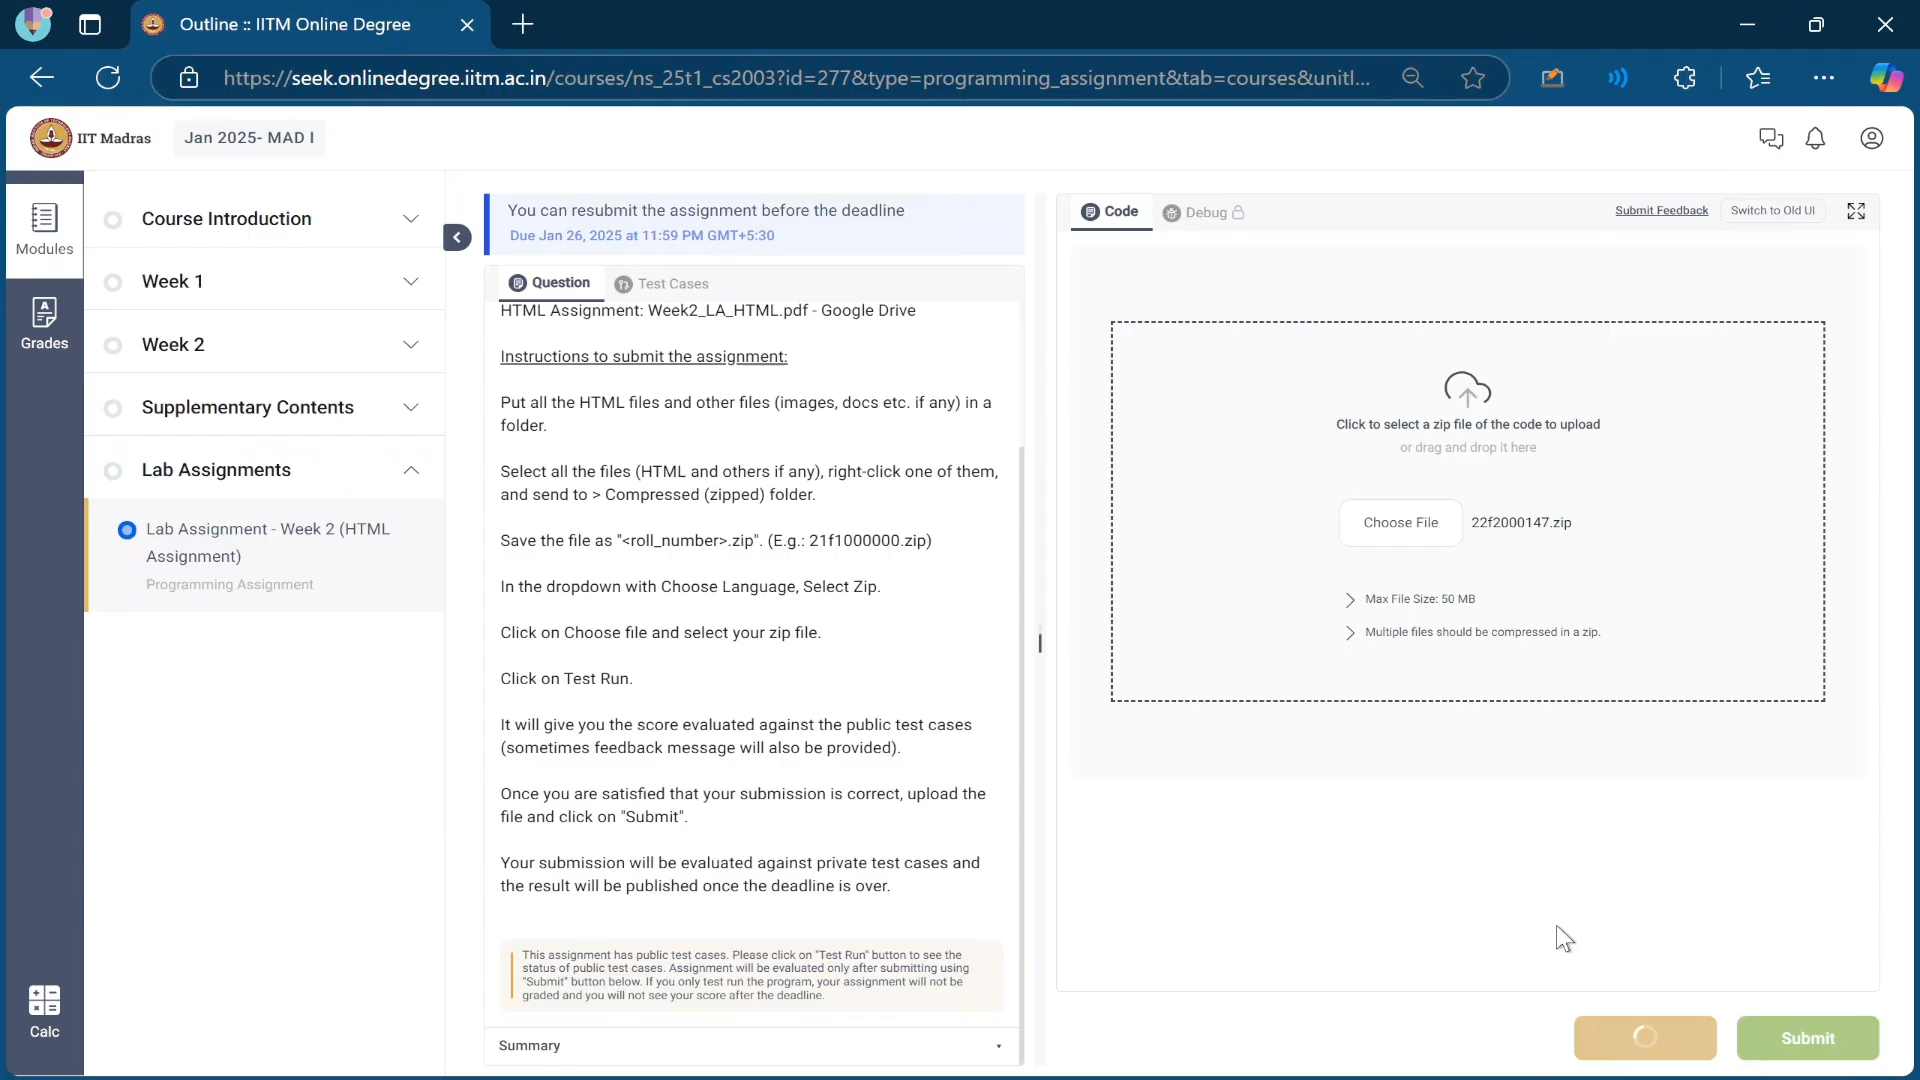 Outline :: IITM Online Degree
https://seek.onlinedegree.iitm.ac.in/courses/ns_25t1_cs2003?id=277&type=programming_assignment&tab=courses&unitI...
IIT Madras
Jan 2025- MAD I
Modules
Grades
Calc
Course Introduction
Week 1
Week 2
Supplementary Contents
Lab Assignments
Lab Assignment - Week 2 (HTML
Assignment)
Programming Assignment
You can resubmit the assignment before the deadline
Due Jan 26, 2025 at 11:59 PM GMT+5:30
Question
Test Cases
HTML Assignment: Week2_LA_HTML.pdf - Google Drive
Instructions to submit the assignment:
Put all the HTML files and other files (images, docs etc. if any) in a
folder.
Select all the files (HTML and others if any), right-click one of them,
and send to > Compressed (zipped) folder.
Save the file as "<roll_number>.zip". (E.g.: 21f1000000.zip)
In the dropdown with Choose Language, Select Zip.
Click on Choose file and select your zip file.
Click on Test Run.
It will give you the score evaluated against the public test cases
(sometimes feedback message will also be provided).
Once you are satisfied that your submission is correct, upload the
file and click on "Submit".
Your submission will be evaluated against private test cases and
the result will be published once the deadline is over.
This assignment has public test cases. Please click on "Test Run" button to see the
status of public test cases. Assignment will be evaluated only after submitting using
"Submit" button below. If you only test run the program, your assignment will not be
graded and you will not see your score after the deadline.
Summary
Code
Debug
Submit Feedback
Switch to Old UI
Click to select a zip file of the code to upload
or drag and drop it here
Choose File
22f2000147.zip
Max File Size: 50 MB
Multiple files should be compressed in a zip.
Submit